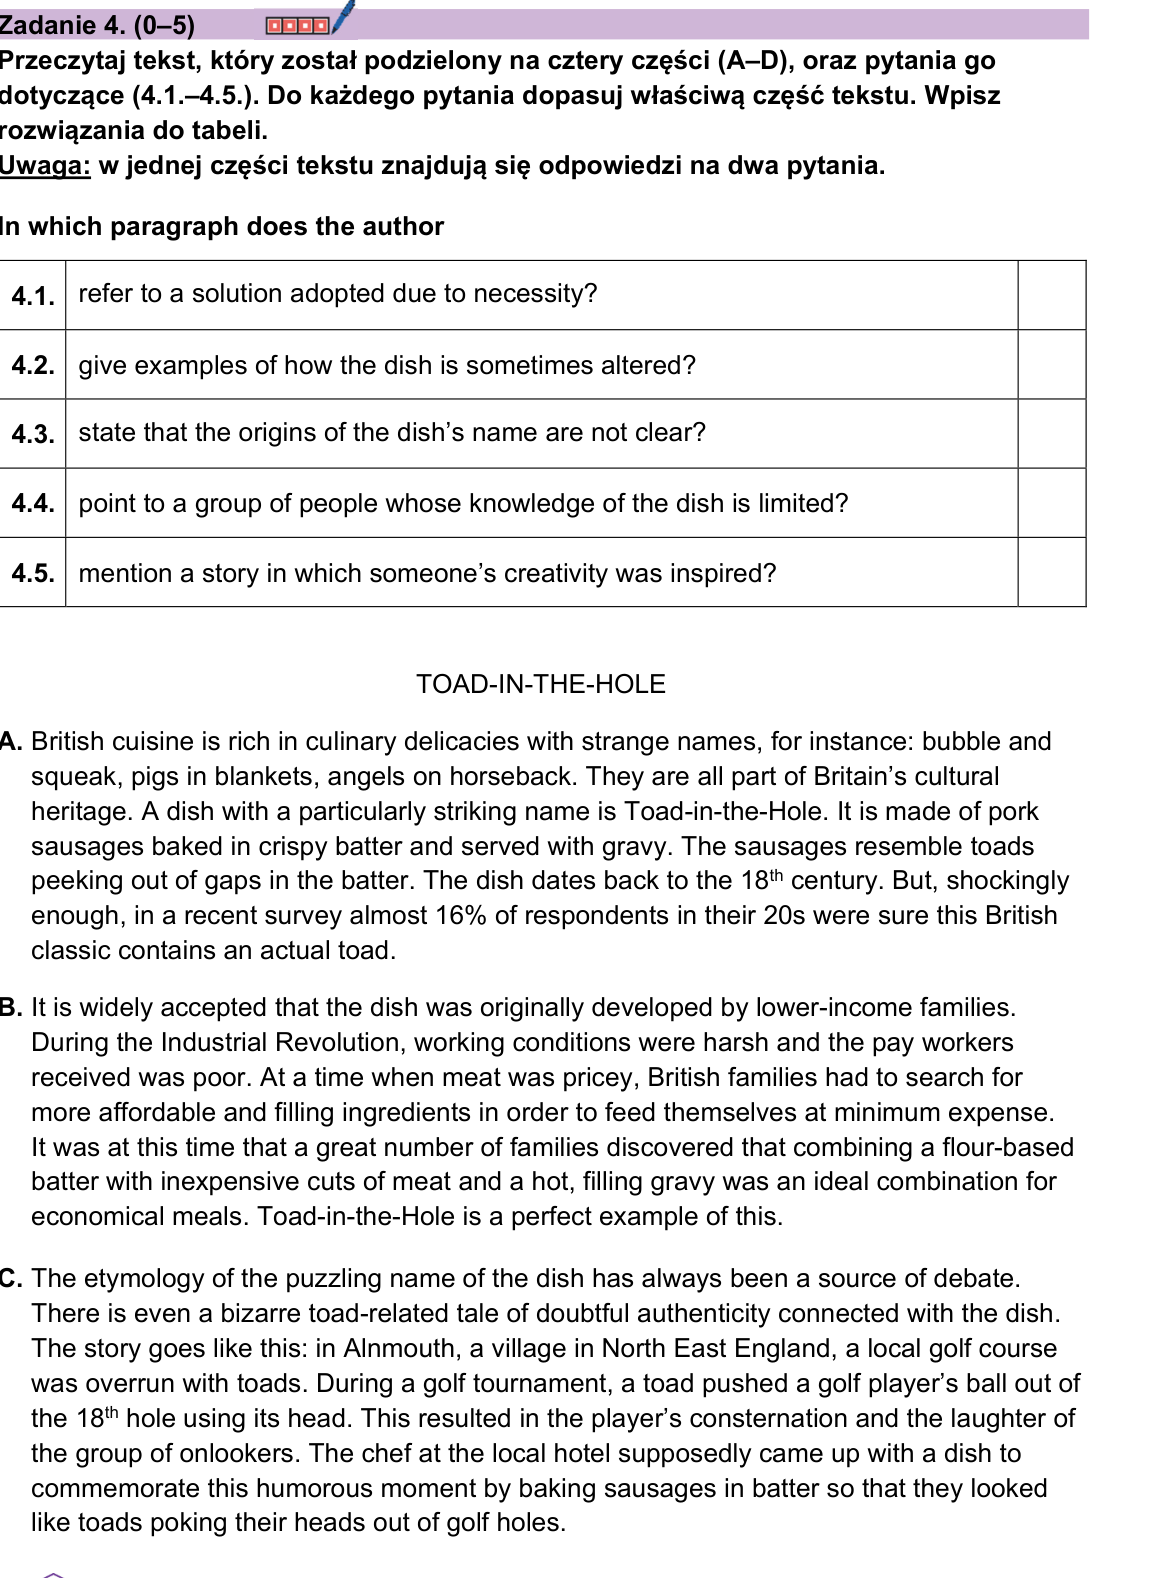 Zadanie 4. (0–5)
Przeczytaj tekst, który został podzielony na cztery części (A–D), oraz pytania go
dotyczące (4.1.–4.5.). Do każdego pytania dopasuj właściwą część tekstu. Wpisz
rozwiązania do tabeli.
Uwaga: w jednej części tekstu znajdują się odpowiedzi na dwa pytania.
In which paragraph does the author
4.1. refer to a solution adopted due to necessity?
4.2. give examples of how the dish is sometimes altered?
4.3. state that the origins of the dish’s name are not clear?
4.4. point to a group of people whose knowledge of the dish is limited?
4.5. mention a story in which someone’s creativity was inspired?
TOAD-IN-THE-HOLE
A. British cuisine is rich in culinary delicacies with strange names, for instance: bubble and
squeak, pigs in blankets, angels on horseback. They are all part of Britain’s cultural
heritage. A dish with a particularly striking name is Toad-in-the-Hole. It is made of pork
sausages baked in crispy batter and served with gravy. The sausages resemble toads
peeking out of gaps in the batter. The dish dates back to the 18th century. But, shockingly
enough, in a recent survey almost 16% of respondents in their 20s were sure this British
classic contains an actual toad.
B. It is widely accepted that the dish was originally developed by lower-income families.
During the Industrial Revolution, working conditions were harsh and the pay workers
received was poor. At a time when meat was pricey, British families had to search for
more affordable and filling ingredients in order to feed themselves at minimum expense.
It was at this time that a great number of families discovered that combining a flour-based
batter with inexpensive cuts of meat and a hot, filling gravy was an ideal combination for
economical meals. Toad-in-the-Hole is a perfect example of this.
C. The etymology of the puzzling name of the dish has always been a source of debate.
There is even a bizarre toad-related tale of doubtful authenticity connected with the dish.
The story goes like this: in Alnmouth, a village in North East England, a local golf course
was overrun with toads. During a golf tournament, a toad pushed a golf player’s ball out of
the 18th hole using its head. This resulted in the player’s consternation and the laughter of
the group of onlookers. The chef at the local hotel supposedly came up with a dish to
commemorate this humorous moment by baking sausages in batter so that they looked
like toads poking their heads out of golf holes.